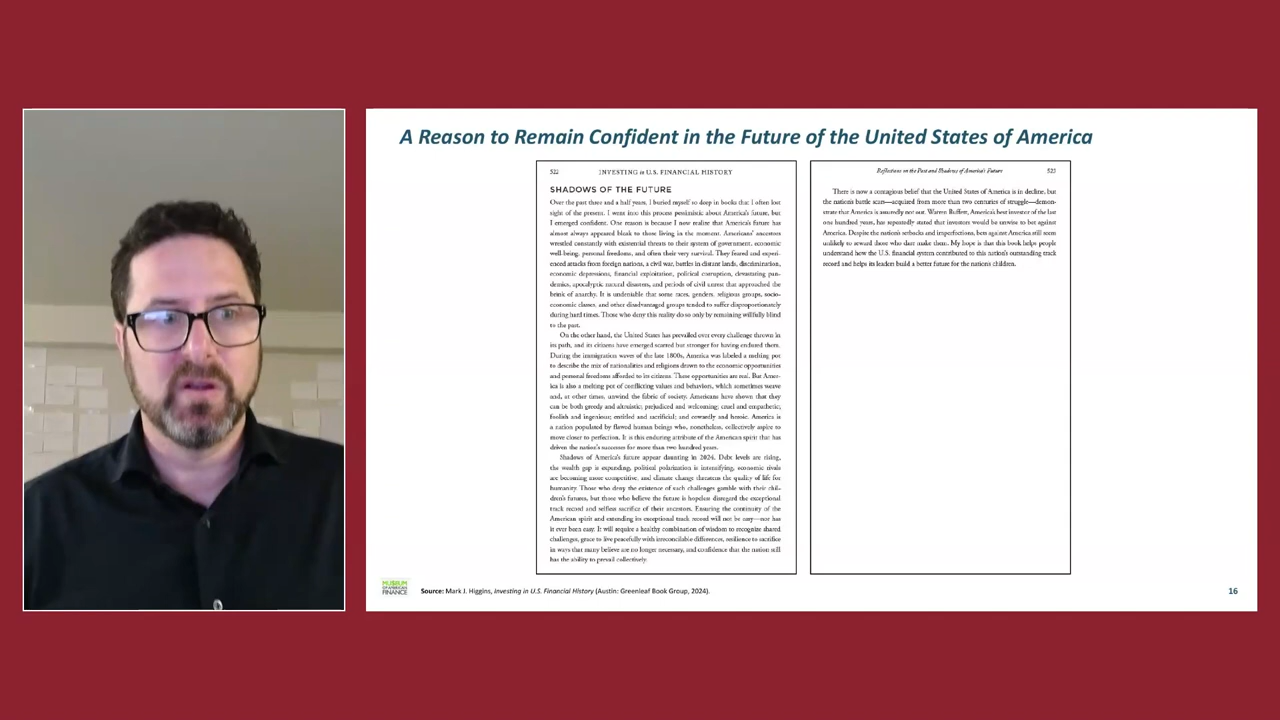 A Reason to Remain Confident in the Future of the United States of America
522 INVESTING in U.S. FINANCIAL HISTORY
SHADOWS OF THE FUTURE
Over the past three and a half years, I buried myself so deep in books that I often lost
sight of the present. I went into this process pessimistic about America's future, but
I emerged confident. One reason is because I now realize that America's future has
almost always appeared bleak to those living in the moment. Americans' ancestors
wrestled constantly with existential threats to their system of government, economic
well-being, personal freedoms, and often their very survival. They feared and experi-
enced attacks from foreign nations, a civil war, battles in distant lands, discrimination,
economic depressions, financial exploitation, political corruption, devastating pan-
demics, apocalyptic natural disasters, and periods of civil unrest that approached the
brink of anarchy. It is undeniable that some races, genders, religious groups, socio-
economic classes, and other disadvantaged groups tended to suffer disproportionately
during hard times. Those who deny this reality do so only by remaining willfully blind
to the past.
On the other hand, the United States has prevailed over every challenge thrown in
its path, and its citizens have emerged scarred but stronger for having endured them.
During the immigration waves of the late 1800s, America was labeled a melting pot
to describe the mix of nationalities and religions drawn to the economic opportunities
and personal freedoms afforded to its citizens. These opportunities are real. But Amer-
ica is also a melting pot of conflicting values and behaviors, which sometimes weave
and, at other times, unwind the fabric of society. Americans have shown that they
can be both greedy and altruistic; prejudiced and welcoming; cruel and empathetic;
foolish and ingenious; entitled and sacrificial; and cowardly and heroic. America is
a nation populated by flawed human beings who, nonetheless, collectively aspire to
move closer to perfection. It is this enduring attribute of the American spirit that has
driven the nation's successes for more than two hundred years.
Shadows of America's future appear daunting in 2024. Debt levels are rising,
the wealth gap is expanding, political polarization is intensifying, economic rivals
are becoming more competitive, and climate change threatens the quality of life for
humanity. Those who deny the existence of such challenges gamble with their chil-
dren's futures, but those who believe the future is hopeless disregard the exceptional
track record and selfless sacrifice of their ancestors. Ensuring the continuity of the
American spirit and extending its exceptional track record will not be easy—nor has
it ever been easy. It will require a healthy combination of wisdom to recognize shared
challenges, grace to live peacefully with irreconcilable differences, resilience to sacrifice
in ways that many believe are no longer necessary, and confidence that the nation still
has the ability to prevail collectively.
Reflections on the Past and Shadows of America's Future 523
There is now a contagious belief that the United States of America is in decline, but
the nation's battle scars—acquired from more than two centuries of struggle—demon-
strate that America is assuredly not out. Warren Buffett, America's best investor of the last
one hundred years, has repeatedly stated that investors would be unwise to bet against
America. Despite the nation's setbacks and imperfections, bets against America still seem
unlikely to reward those who dare make them. My hope is that this book helps people
understand how the U.S. financial system contributed to this nation's outstanding track
record and helps its leaders build a better future for the nation's children.
MUSEUM
OF AMERICAN
FINANCE
Source: Mark J. Higgins, Investing in U.S. Financial History (Austin: Greenleaf Book Group, 2024).
16